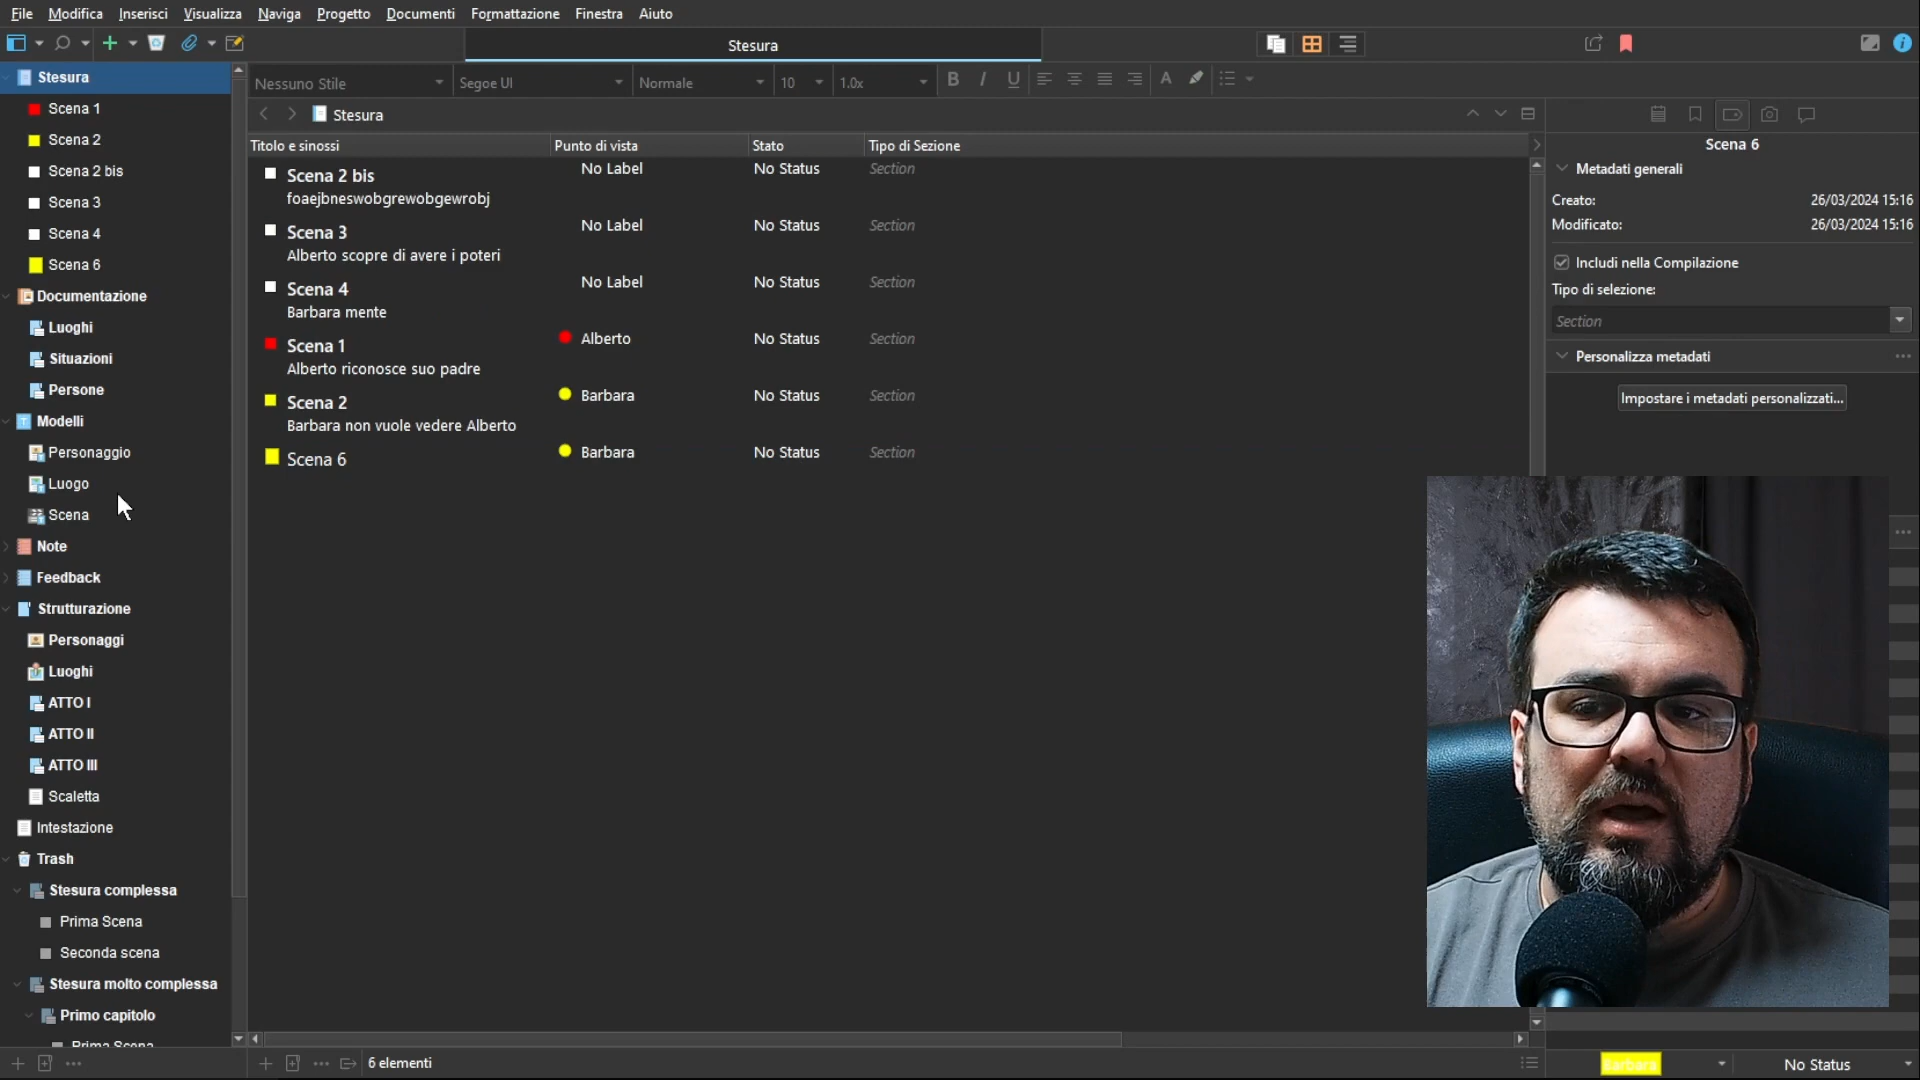 File Modifica Inserisci Visualizza Naviga Progetto Documenti Formattazione Finestra Aiuto
Stesura
Nessuno Stile Segoe UI Normale 10 1.0x B I U A
Stesura
Scena 1
Scena 2
Scena 2 bis
Scena 3
Scena 4
Scena 6
Documentazione
Luoghi
Situazioni
Persone
Modelli
Personaggio
Luogo
Scena
Note
Feedback
Strutturazione
Personaggi
Luoghi
ATTO I
ATTO II
ATTO III
Scaletta
Intestazione
Trash
Stesura complessa
Prima Scena
Seconda scena
Stesura molto complessa
Primo capitolo
Prima Scena
Stesura
Titolo e sinossi Punto di vista Stato Tipo di Sezione
Scena 2 bis No Label No Status Section
foaejbneswobgrewobgewrobj
Scena 3 No Label No Status Section
Alberto scopre di avere i poteri
Scena 4 No Label No Status Section
Barbara mente
Scena 1 Alberto No Status Section
Alberto riconosce suo padre
Scena 2 Barbara No Status Section
Barbara non vuole vedere Alberto
Scena 6 Barbara No Status Section
6 elementi
Scena 6
Metadati generali
Creato: 26/03/2024 15:16
Modificato: 26/03/2024 15:16
Includi nella Compilazione
Tipo di selezione:
Section
Personalizza metadati
Impostare i metadati personalizzati...
Barbara No Status